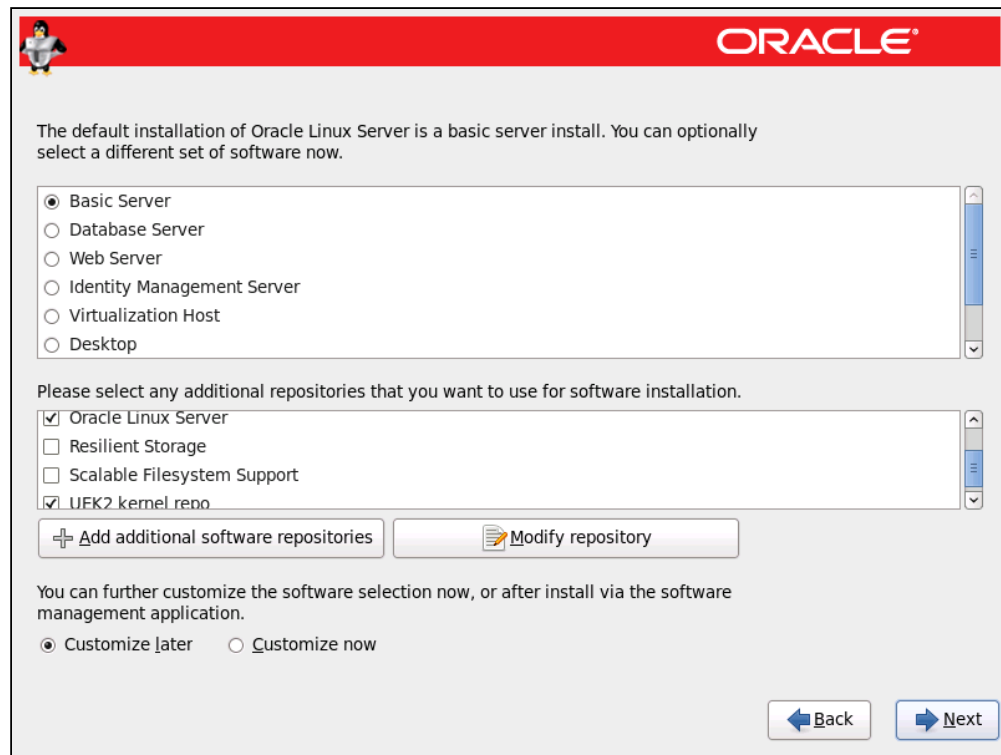 ORACLE®
The default installation of Oracle Linux Server is a basic server install. You can optionally
select a different set of software now.
Basic Server
Database Server
Web Server
Identity Management Server
Virtualization Host
Desktop
Please select any additional repositories that you want to use for software installation.
Oracle Linux Server
Resilient Storage
Scalable Filesystem Support
UEK2 kernel repo
Add additional software repositories
Modify repository
You can further customize the software selection now, or after install via the software
management application.
Customize later
Customize now
Back
Next